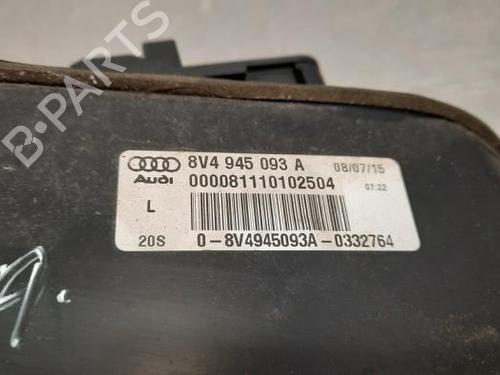 B-PARTS
8V4 945 093 A 08/07/15
Audi 000081110102504 07:22
L
20S 0-8V4945093A-0332764